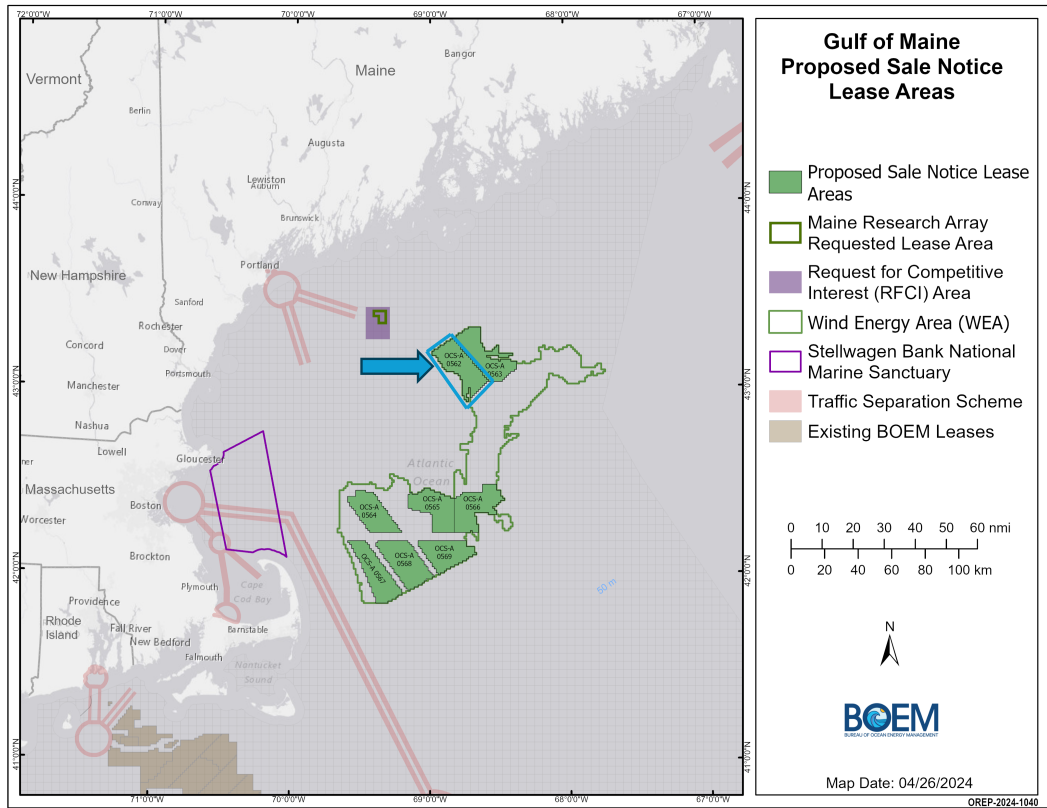 72°0'0"W
71°0'0"W
70°0'0"W
69°0'0"W
68°0'0"W
67°0'0"W
44°0'0"N
43°0'0"N
42°0'0"N
41°0'0"N
44°0'0"N
43°0'0"N
42°0'0"N
41°0'0"N
Vermont
Maine
Bangor
Berlin
Augusta
Lewiston
Auburn
Conway
Brunswick
Portland
New Hampshire
Sanford
Rochester
Concord
Dover
Portsmouth
Manchester
Nashua
Lowell
Gloucester
ner
Massachusetts
Boston
Worcester
Brockton
Plymouth
Cape
Cod Bay
Providence
Rhode
Island
Fall River
New Bedford
Barnstable
Falmouth
Nantucket
Sound
Atlantic
Ocean
50 m
OCS-A
0562
OCS-A
0563
OCS-A
0564
OCS-A
0565
OCS-A
0566
OCS-A 0567
OCS-A
0568
OCS-A
0569
71°0'0"W
70°0'0"W
69°0'0"W
68°0'0"W
67°0'0"W
Gulf of Maine
Proposed Sale Notice
Lease Areas
Proposed Sale Notice Lease
Areas
Maine Research Array
Requested Lease Area
Request for Competitive
Interest (RFCI) Area
Wind Energy Area (WEA)
Stellwagen Bank National
Marine Sanctuary
Traffic Separation Scheme
Existing BOEM Leases
0 10 20 30 40 50 60 nmi
0 20 40 60 80 100 km
N
BOEM
BUREAU OF OCEAN ENERGY MANAGEMENT
Map Date: 04/26/2024
OREP-2024-1040